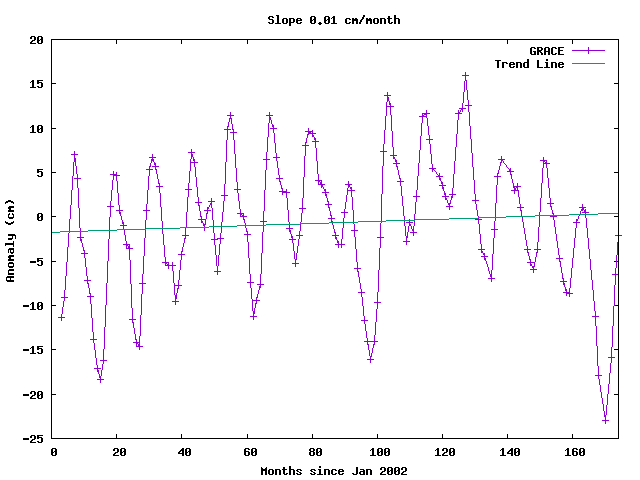 Slope 0.01 cm/month
GRACE
Trend Line
20
15
10
5
0
-5
-10
-15
-20
-25
Anomaly (cm)
0 20 40 60 80 100 120 140 160
Months since Jan 2002